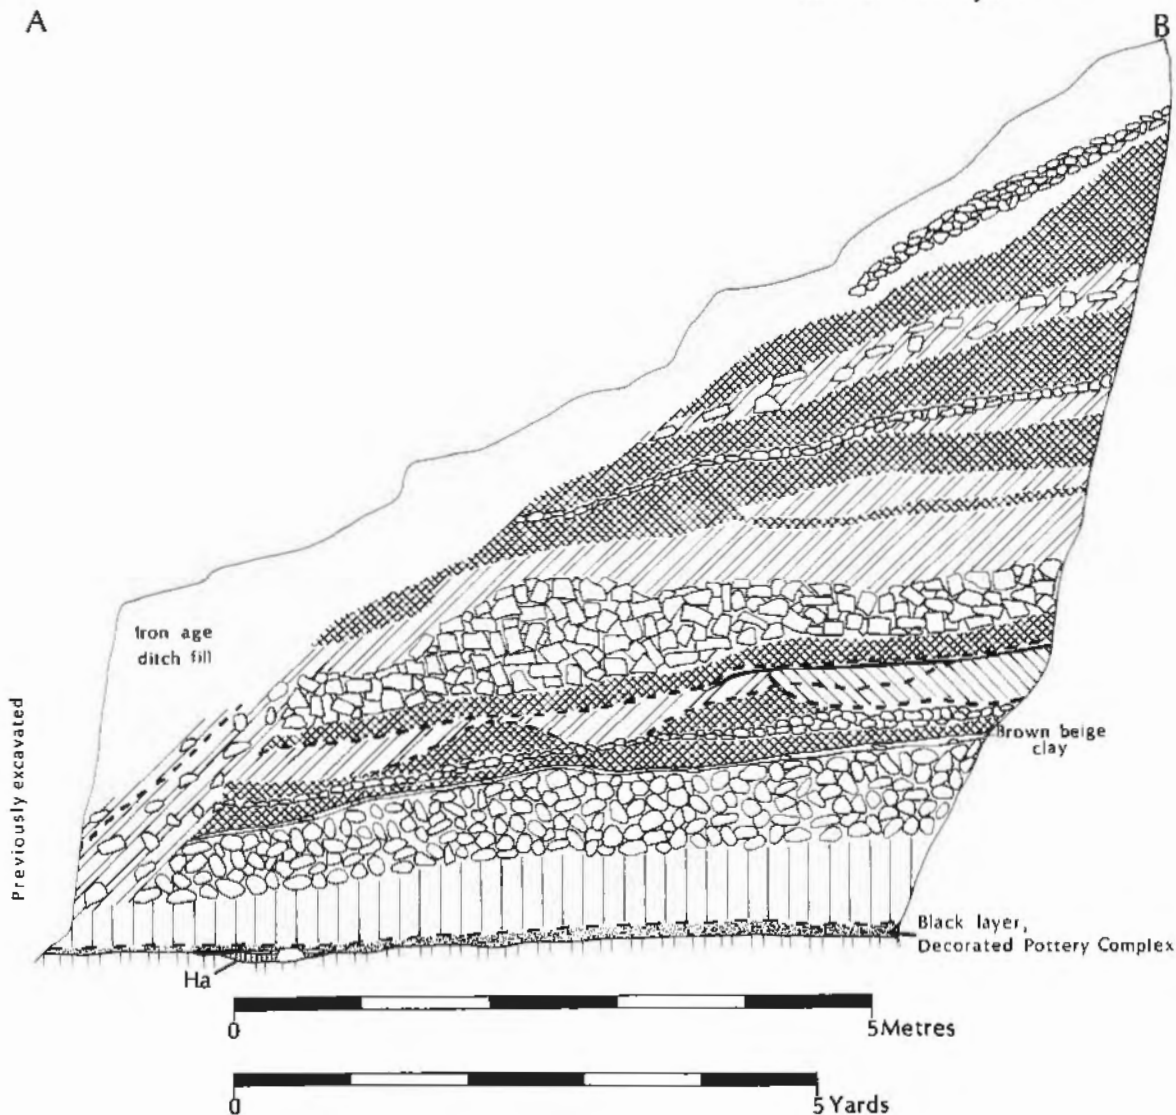 A
B
Iron age
ditch fill
Previously excavated
Brown beige
clay
Black layer,
Decorated Pottery Complex
Ha
0
5 Metres
0
5 Yards